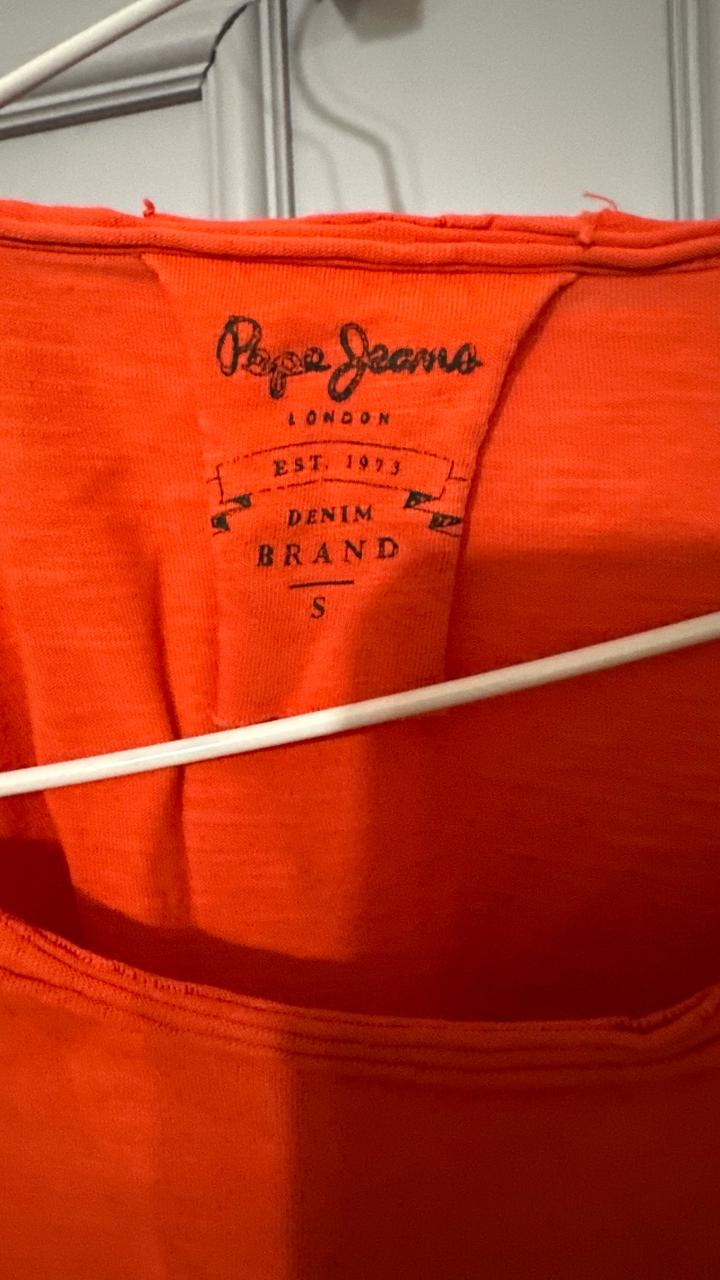 Pepe Jeans
LONDON
EST. 1973
DENIM
BRAND
S